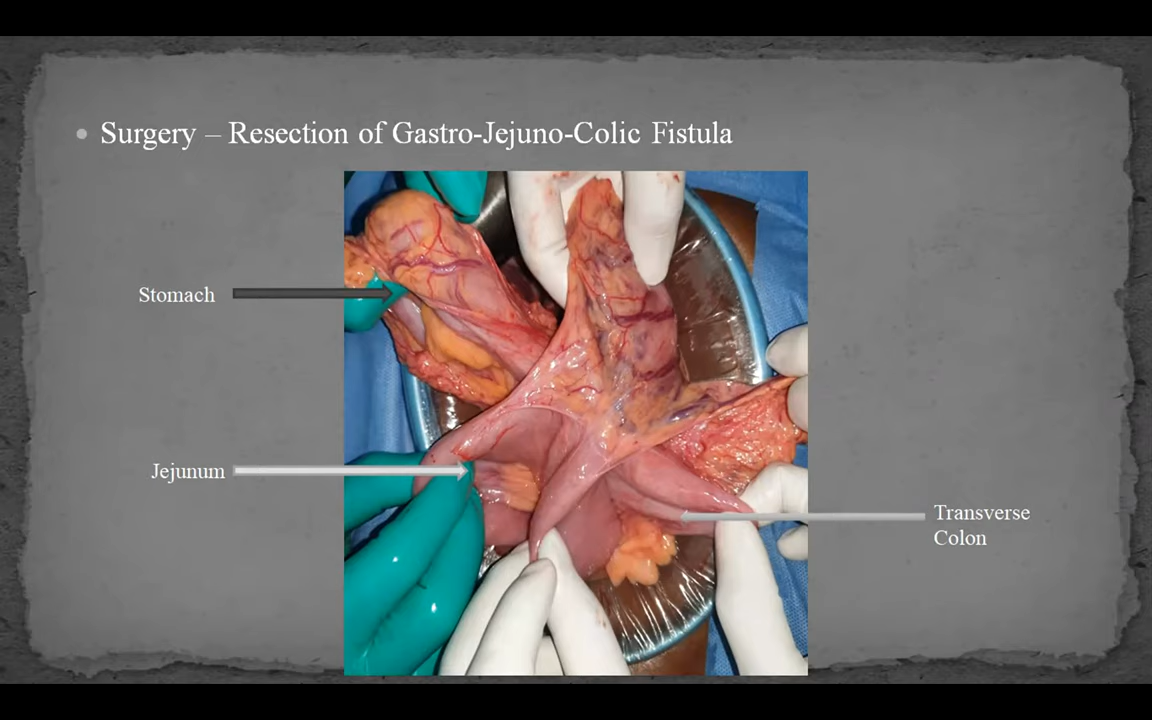 Surgery – Resection of Gastro-Jejuno-Colic Fistula
Stomach
Jejunum
Transverse
Colon